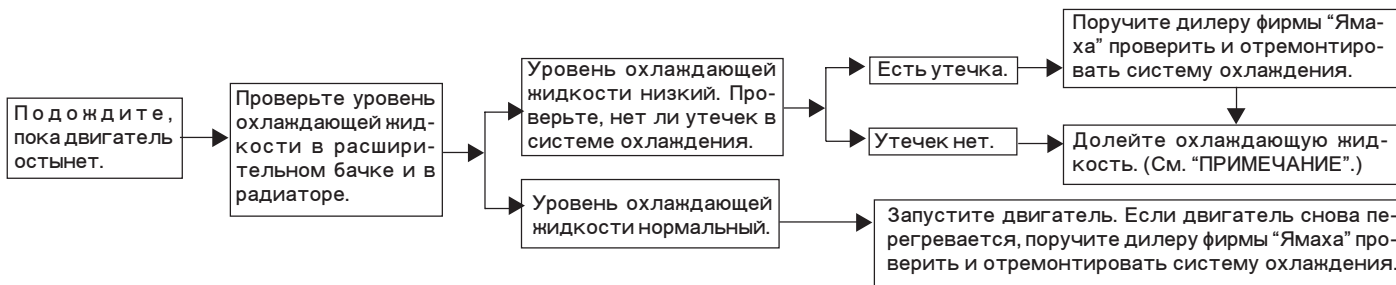 Подождите,
пока двигатель
остынет.
Проверьте уровень
охлаждающей жид-
кости в расшири-
тельном бачке и в
радиаторе.
Уровень охлаждающей
жидкости низкий. Про-
верьте, нет ли утечек в
системе охлаждения.
Есть утечка.
Поручите дилеру фирмы “Яма-
ха” проверить и отремонтиро-
вать систему охлаждения.
Утечек нет.
Долейте охлаждающую жид-
кость. (См. “ПРИМЕЧАНИЕ”.)
Уровень охлаждающей
жидкости нормальный.
Запустите двигатель. Если двигатель снова пе-
регревается, поручите дилеру фирмы “Ямаха” про-
верить и отремонтировать систему охлаждения.